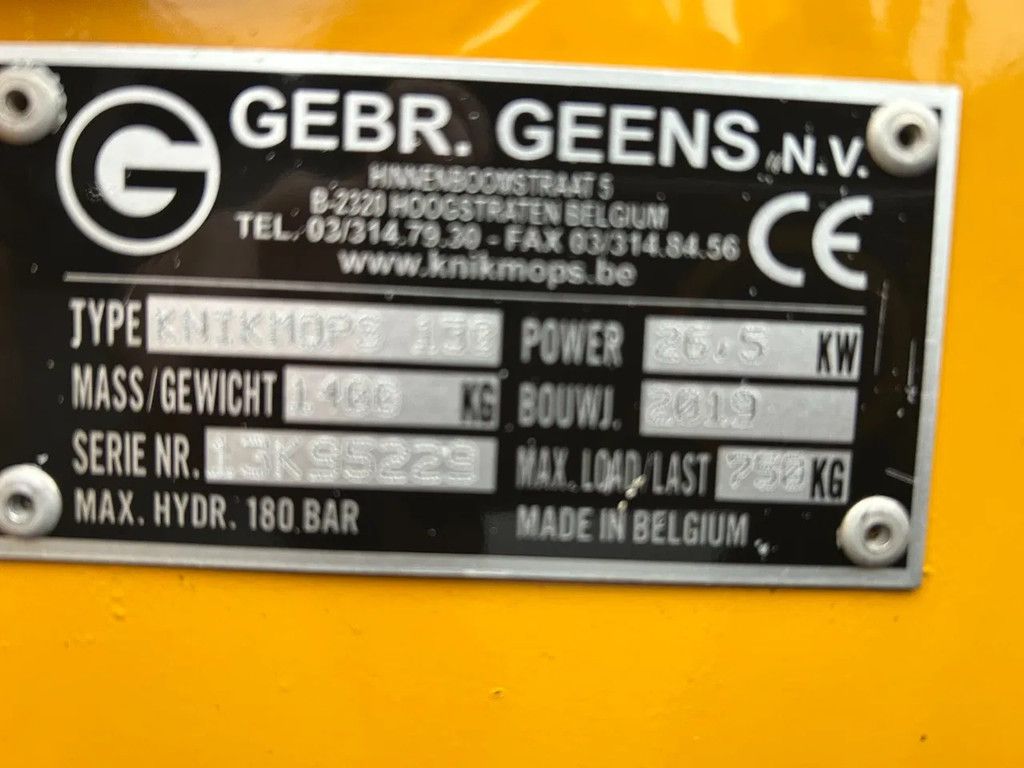 G GEBR. GEENS N.V.
HINNENBOOMSTRAAT 5
B-2320 HOOGSTRATEN BELGIUM
TEL. 03/314.79.30 - FAX 03/314.84.56
www.knikmops.be
CE
TYPE KNIKMOPS 130 POWER 26.5 KW
MASS/GEWICHT 1400 KG BOUWJ. 2019
SERIE NR. 13K95229 MAX. LOAD/LAST 750 KG
MAX. HYDR. 180 BAR MADE IN BELGIUM